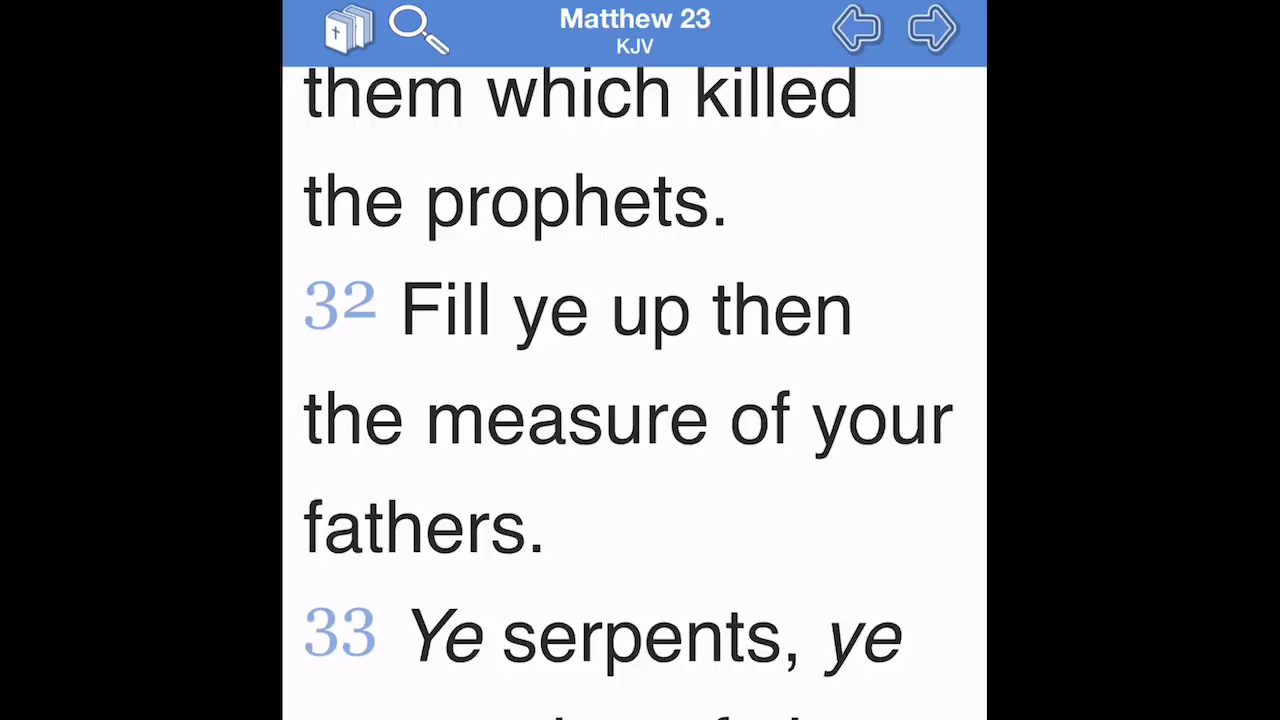 Matthew 23
KJV
them which killed
the prophets.
32 Fill ye up then
the measure of your
fathers.
33 Ye serpents, ye